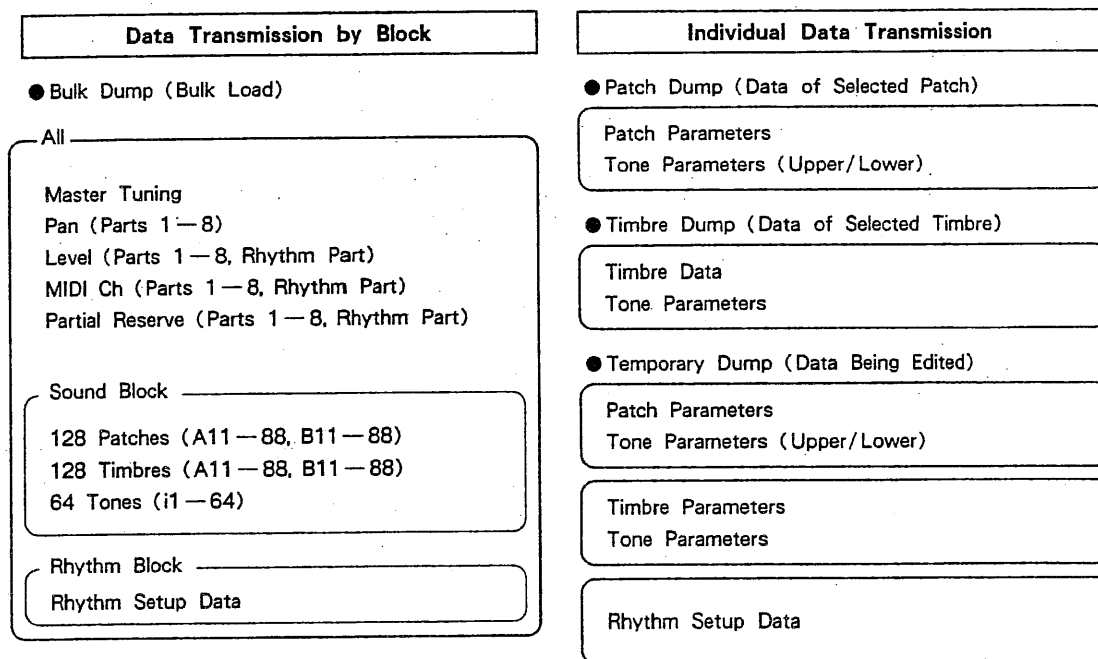 Data Transmission by Block
● Bulk Dump (Bulk Load)
All
Master Tuning
Pan (Parts 1 — 8)
Level (Parts 1 — 8, Rhythm Part)
MIDI Ch (Parts 1 — 8, Rhythm Part)
Partial Reserve (Parts 1 — 8, Rhythm Part)
Sound Block
128 Patches (A11 — 88, B11 — 88)
128 Timbres (A11 — 88, B11 — 88)
64 Tones (i1 — 64)
Rhythm Block
Rhythm Setup Data
Individual Data Transmission
● Patch Dump (Data of Selected Patch)
Patch Parameters
Tone Parameters (Upper/Lower)
● Timbre Dump (Data of Selected Timbre)
Timbre Data
Tone Parameters
● Temporary Dump (Data Being Edited)
Patch Parameters
Tone Parameters (Upper/Lower)
Timbre Parameters
Tone Parameters
Rhythm Setup Data